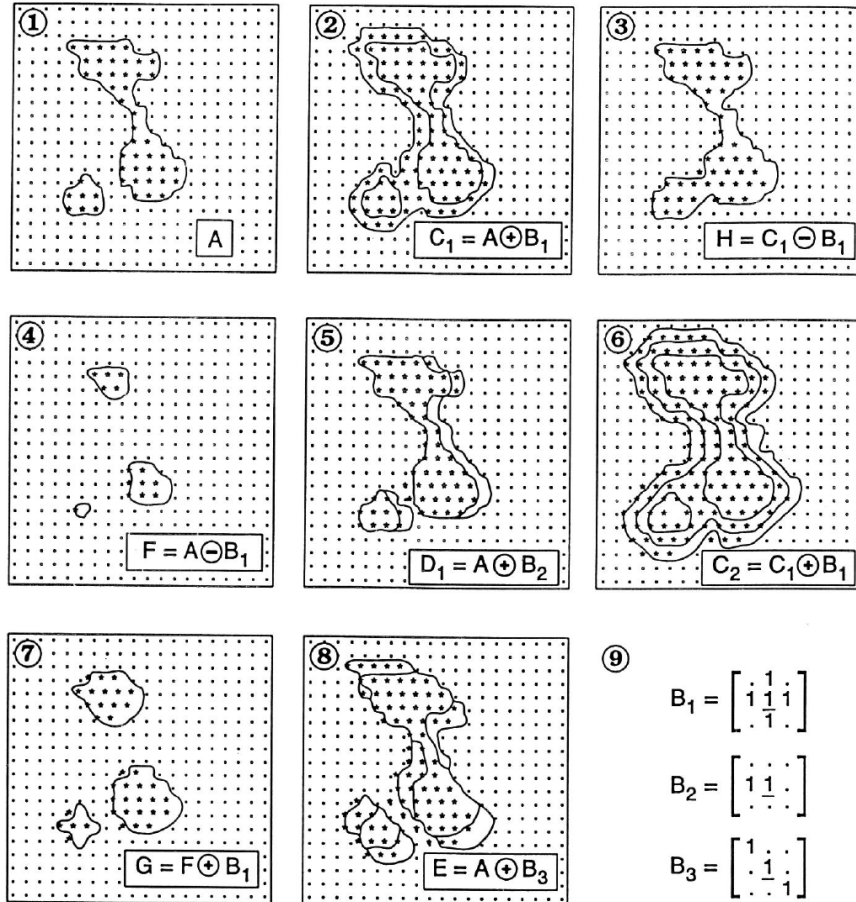 ①
A
②
C₁ = A⊕B₁
③
H = C₁ ⊖ B₁
④
F = A⊖B₁
⑤
D₁ = A ⊕ B₂
⑥
C₂ = C₁⊕B₁
⑦
G = F ⊕ B₁
⑧
E = A ⊕ B₃
⑨
B₁ = [ . 1 .
1 1 1
. 1 . ]
B₂ = [ . . .
1 1 .
. . . ]
B₃ = [ 1 . .
. 1 .
. . 1 ]